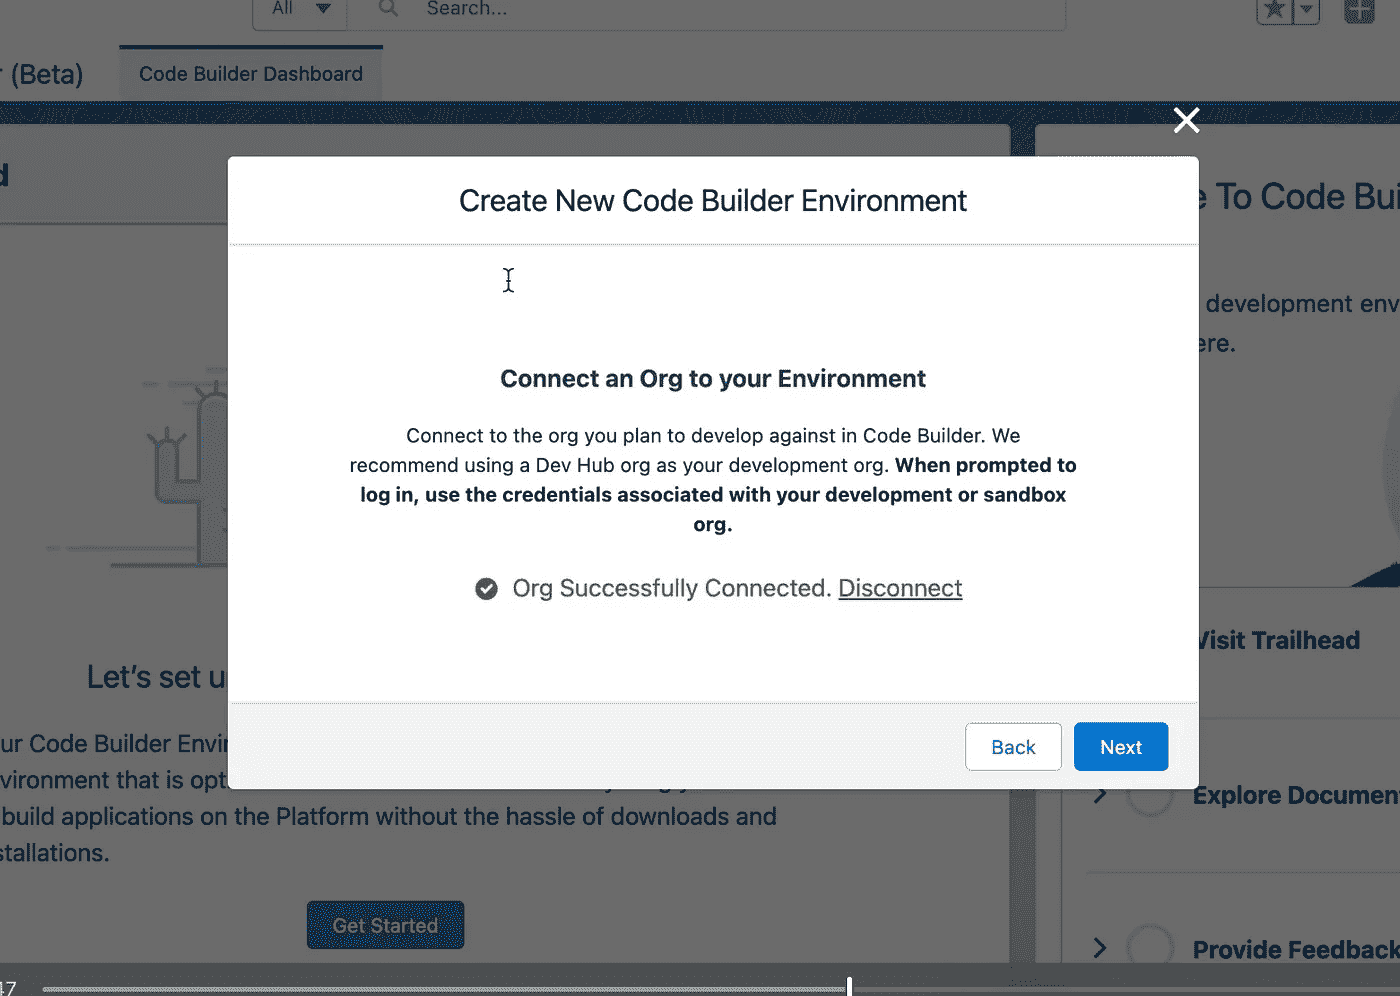 All
Search...
(Beta)
Code Builder Dashboard
Create New Code Builder Environment
To Code Bui
development env
ere.
Connect an Org to your Environment
Connect to the org you plan to develop against in Code Builder. We
recommend using a Dev Hub org as your development org. When prompted to
log in, use the credentials associated with your development or sandbox
org.
Org Successfully Connected. Disconnect
Visit Trailhead
Let's set u
Back
Next
ur Code Builder Envir
vironment that is opt
Explore Documen
build applications on the Platform without the hassle of downloads and
stallations.
Get Started
Provide Feedback
47